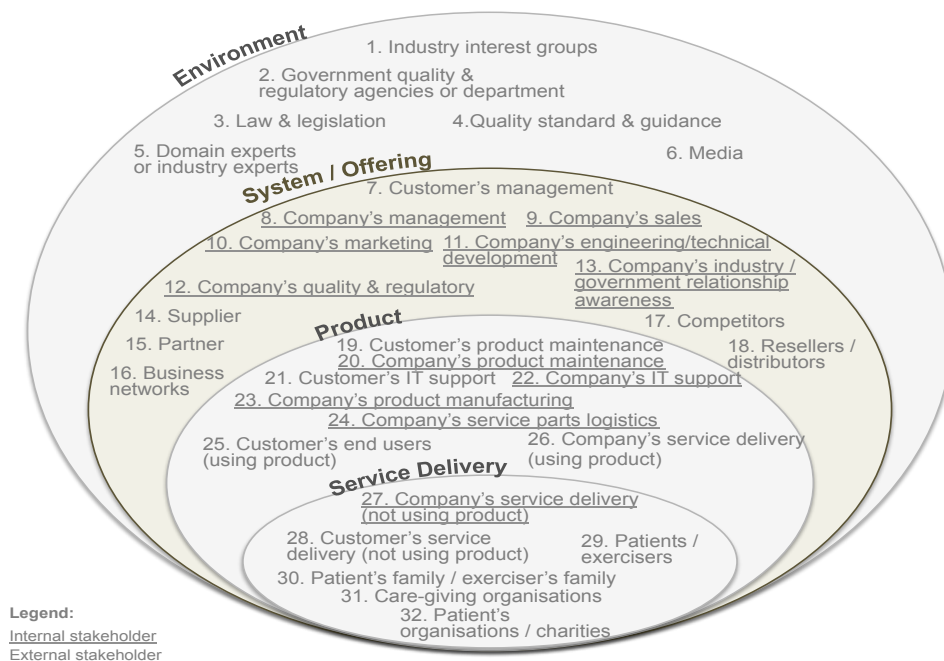 Environment
1. Industry interest groups
2. Government quality &
regulatory agencies or department
3. Law & legislation
4.Quality standard & guidance
5. Domain experts
or industry experts
6. Media
System / Offering
7. Customer's management
8. Company's management
9. Company's sales
10. Company's marketing
11. Company's engineering/technical
development
12. Company's quality & regulatory
13. Company's industry /
government relationship
awareness
14. Supplier
15. Partner
16. Business
networks
17. Competitors
18. Resellers /
distributors
Product
19. Customer's product maintenance
20. Company's product maintenance
21. Customer's IT support
22. Company's IT support
23. Company's product manufacturing
24. Company's service parts logistics
25. Customer's end users
(using product)
26. Company's service delivery
(using product)
Service Delivery
27. Company's service delivery
(not using product)
28. Customer's service
delivery (not using product)
29. Patients /
exercisers
30. Patient's family / exerciser's family
31. Care-giving organisations
32. Patient's
organisations / charities
Legend:
Internal stakeholder
External stakeholder